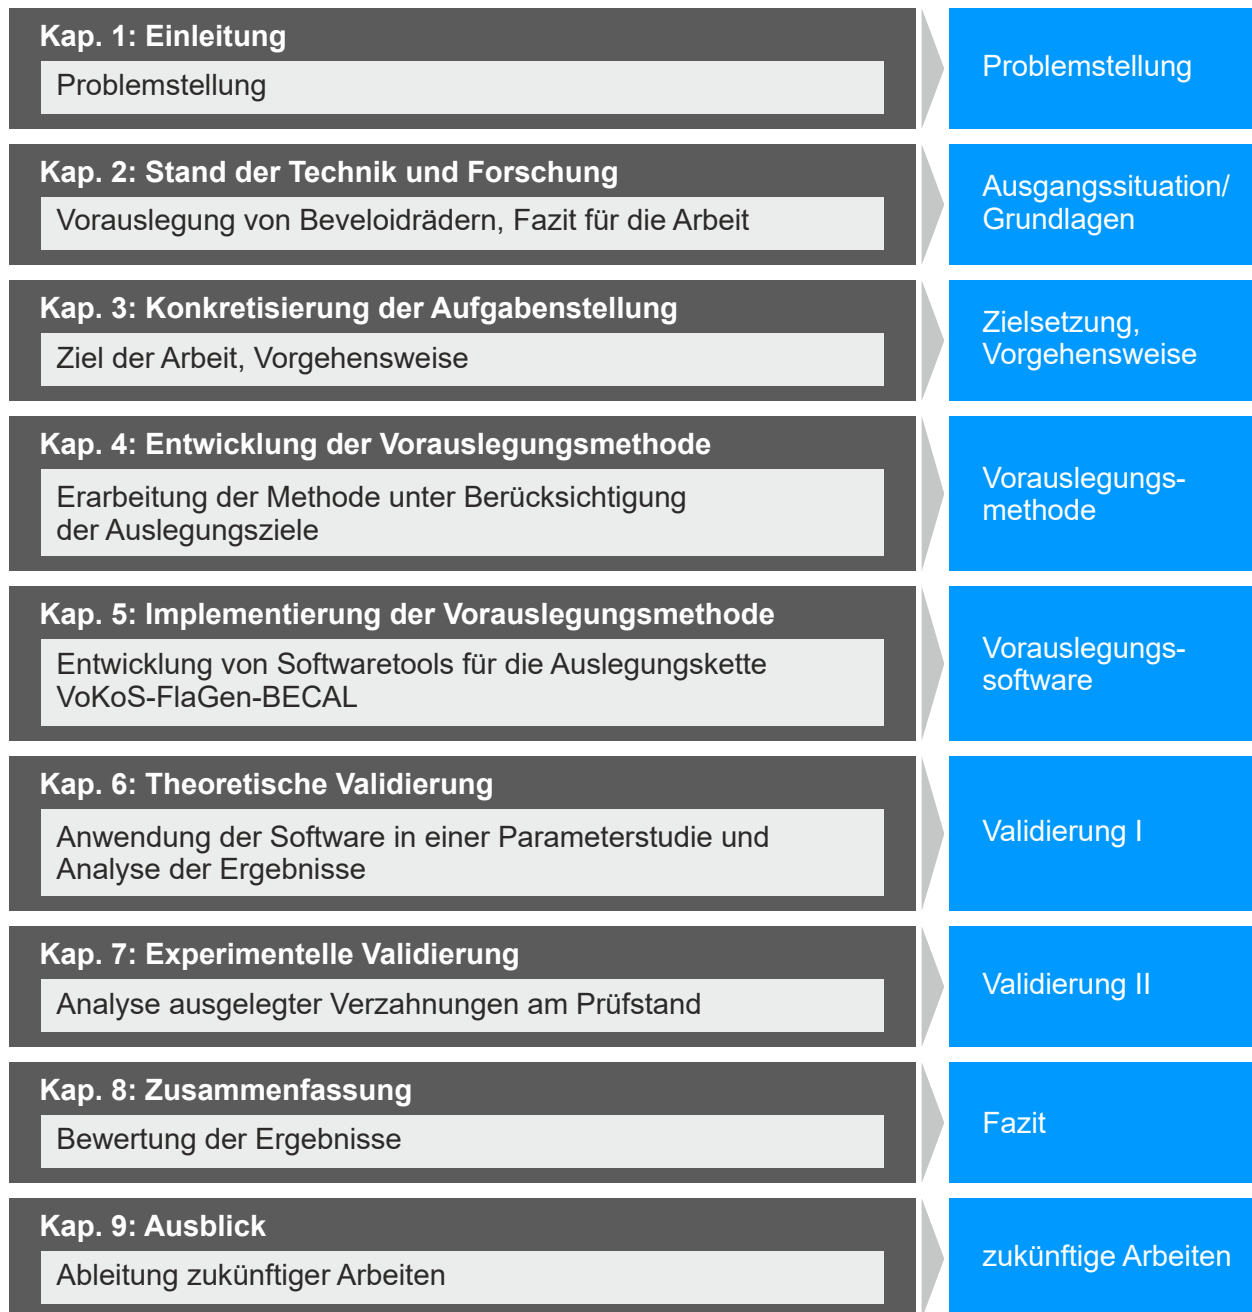 Kap. 1: Einleitung
Problemstellung
Problemstellung
Kap. 2: Stand der Technik und Forschung
Vorauslegung von Beveloidrädern, Fazit für die Arbeit
Ausgangssituation/
Grundlagen
Kap. 3: Konkretisierung der Aufgabenstellung
Ziel der Arbeit, Vorgehensweise
Zielsetzung,
Vorgehensweise
Kap. 4: Entwicklung der Vorauslegungsmethode
Erarbeitung der Methode unter Berücksichtigung
der Auslegungsziele
Vorauslegungs-
methode
Kap. 5: Implementierung der Vorauslegungsmethode
Entwicklung von Softwaretools für die Auslegungskette
VoKoS-FlaGen-BECAL
Vorauslegungs-
software
Kap. 6: Theoretische Validierung
Anwendung der Software in einer Parameterstudie und
Analyse der Ergebnisse
Validierung I
Kap. 7: Experimentelle Validierung
Analyse ausgelegter Verzahnungen am Prüfstand
Validierung II
Kap. 8: Zusammenfassung
Bewertung der Ergebnisse
Fazit
Kap. 9: Ausblick
Ableitung zukünftiger Arbeiten
zukünftige Arbeiten